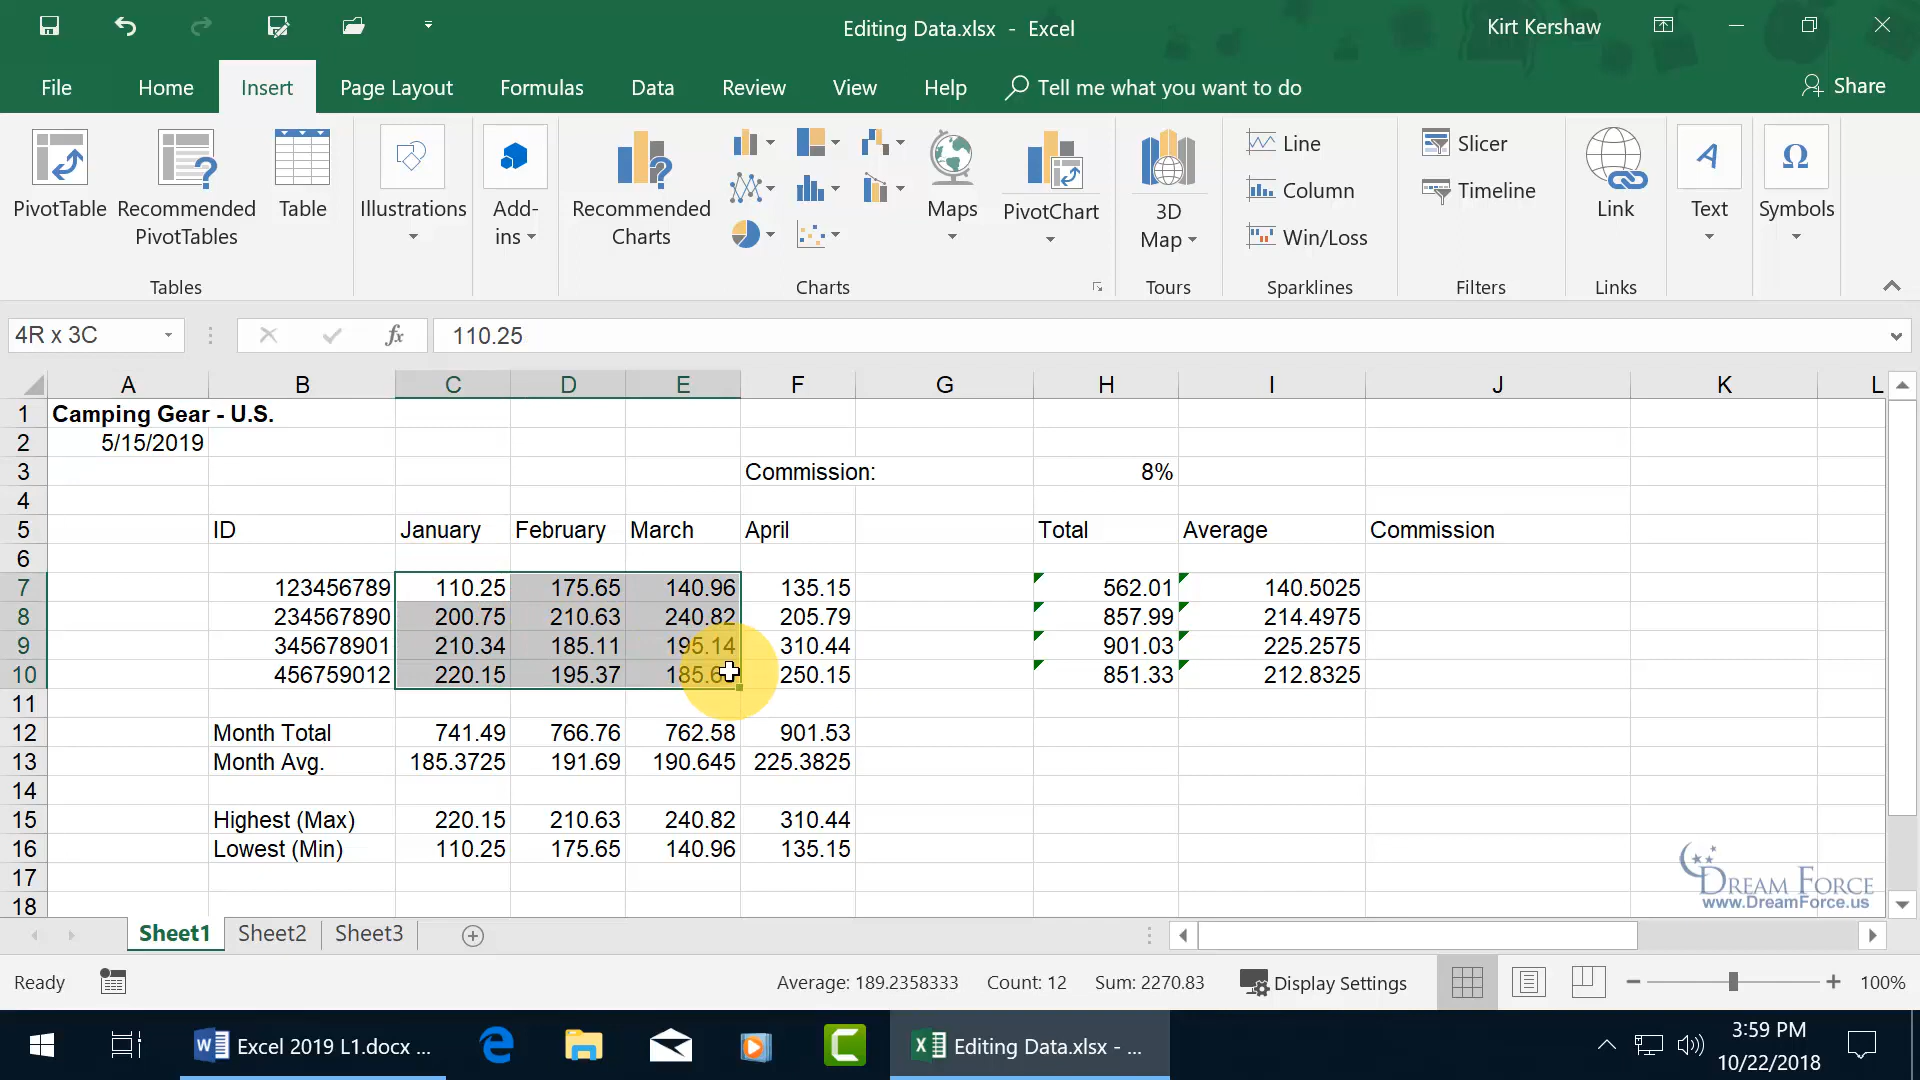 Editing Data.xlsx - Excel
Kirt Kershaw
File Home Insert Page Layout Formulas Data Review View Help Tell me what you want to do Share
PivotTable
Recommended
PivotTables
Table
Tables
Illustrations
Add-
ins
Recommended
Charts
Maps
PivotChart
Charts
3D
Map
Tours
Line
Column
Win/Loss
Sparklines
Slicer
Timeline
Filters
Link
Links
Text
Symbols
4R x 3C fx 110.25
A B C D E F G H I J K L
1 Camping Gear - U.S.
2 5/15/2019
3 Commission: 8%
4
5 ID January February March April Total Average Commission
6
7 123456789 110.25 175.65 140.96 135.15 562.01 140.5025
8 234567890 200.75 210.63 240.82 205.79 857.99 214.4975
9 345678901 210.34 185.11 195.14 310.44 901.03 225.2575
10 456759012 220.15 195.37 250.15 851.33 212.8325
11
12 Month Total 741.49 766.76 762.58 901.53
13 Month Avg. 185.3725 191.69 190.645 225.3825
14
15 Highest (Max) 220.15 210.63 240.82 310.44
16 Lowest (Min) 110.25 175.65 140.96 135.15
17
18
Dream Force
www.DreamForce.us
Sheet1 Sheet2 Sheet3
Ready Average: 189.2358333 Count: 12 Sum: 2270.83 Display Settings 100%
Excel 2019 L1.docx ...
Editing Data.xlsx - ...
3:59 PM
10/22/2018